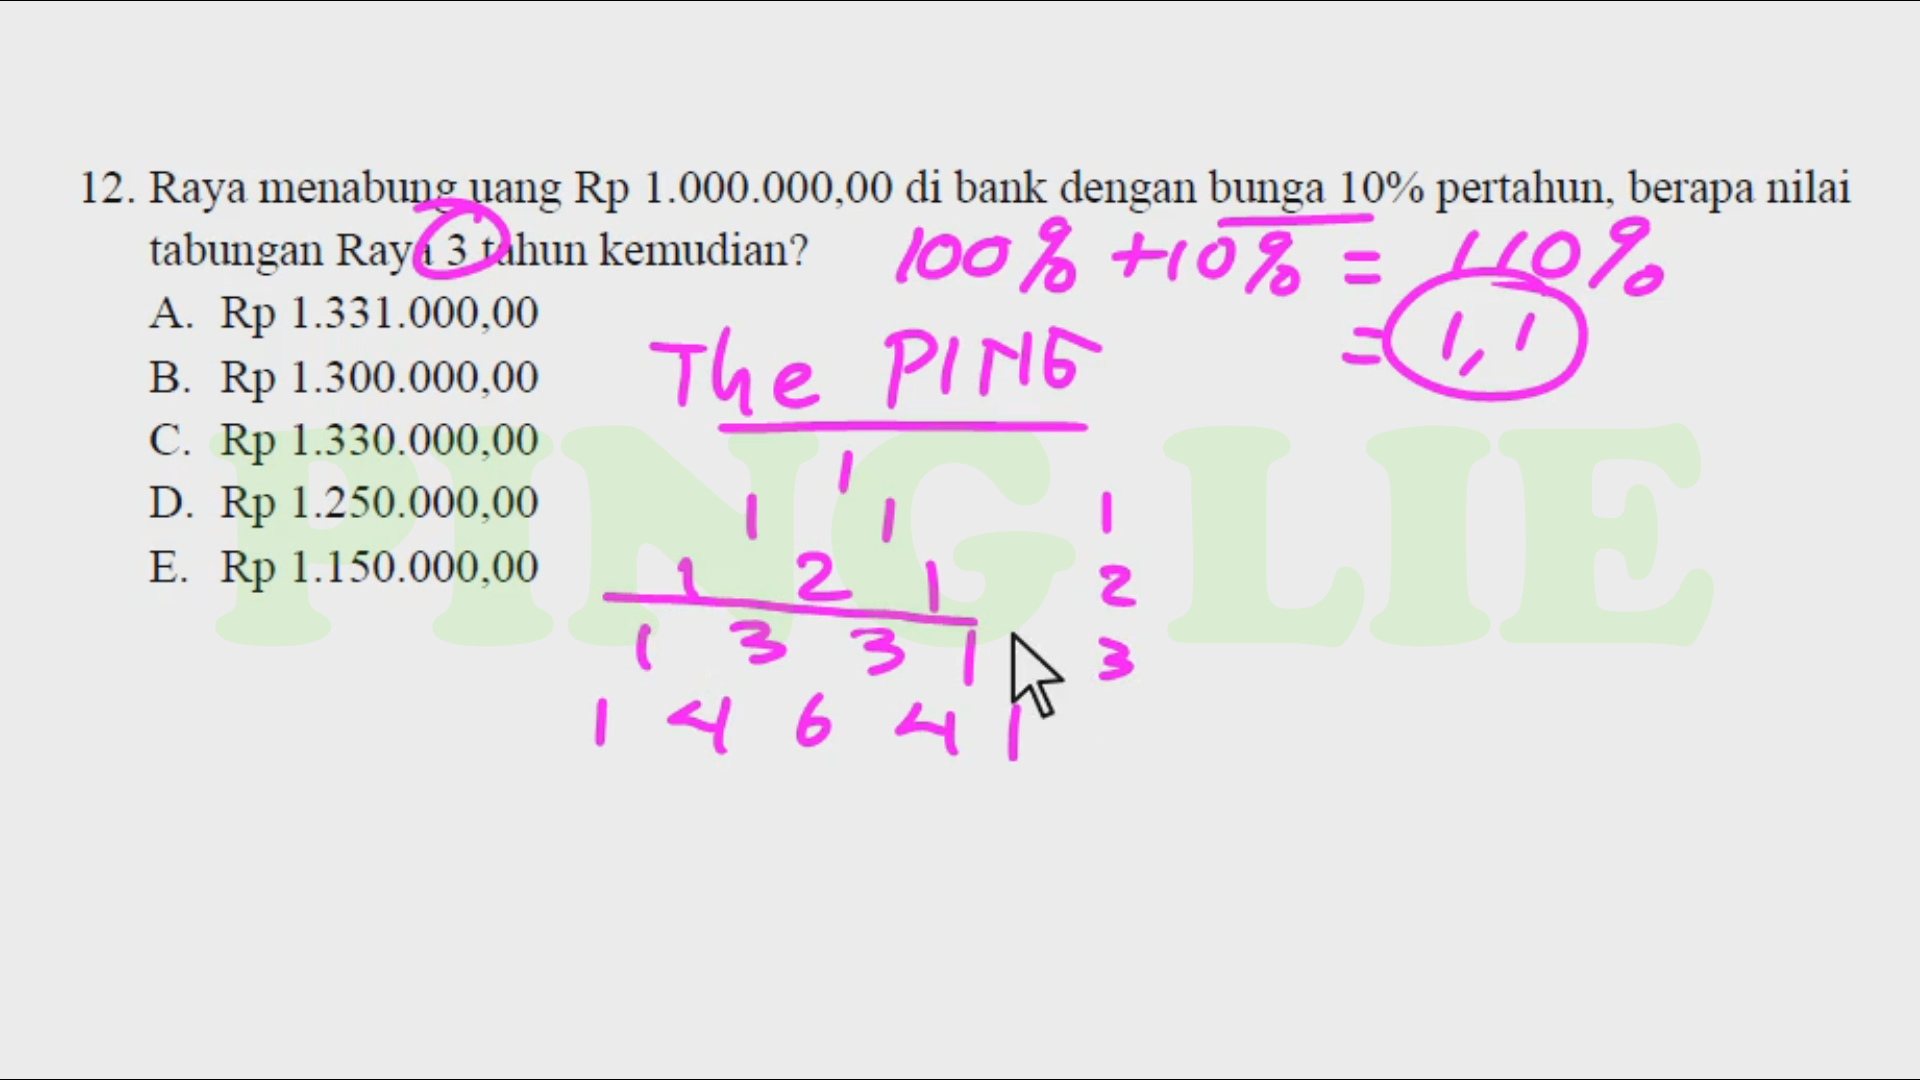 12. Raya menabung uang Rp 1.000.000,00 di bank dengan bunga 10% pertahun, berapa nilai
tabungan Raya 3 tahun kemudian?
100% +10% = 110%
= 1,1
A. Rp 1.331.000,00
B. Rp 1.300.000,00
C. Rp 1.330.000,00
D. Rp 1.250.000,00
E. Rp 1.150.000,00
The PINE
1
1 1 1
1 2 1 2
1 3 3 1 3
1 4 6 4 1
PING LIE